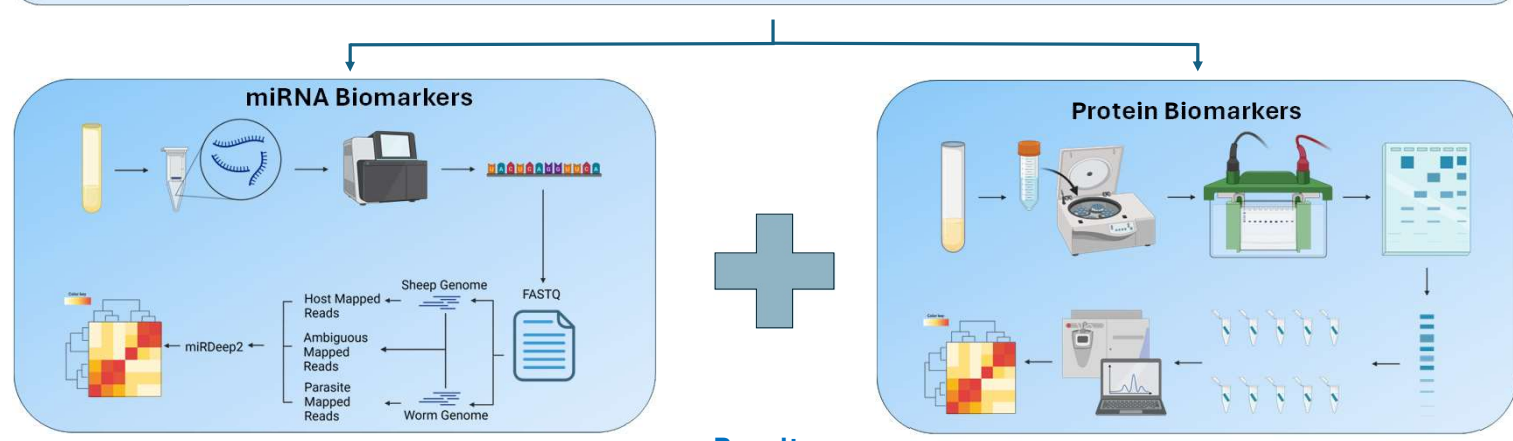 miRNA Biomarkers
Protein Biomarkers
Sheep Genome
FASTQ
Host Mapped
Reads
Ambiguous
Mapped
Reads
miRDeep2
Parasite
Mapped
Reads
Worm Genome
Color key
Color key